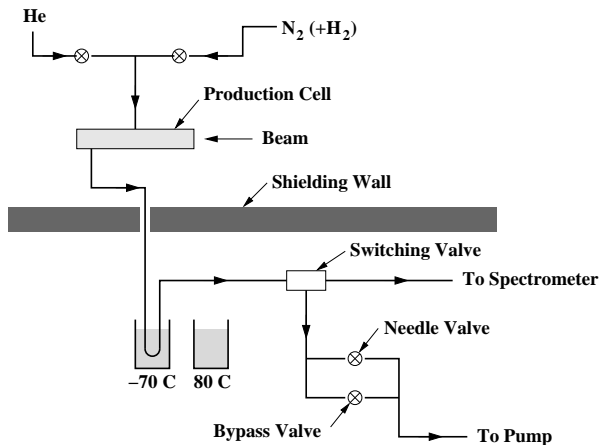 He
N₂ (+H₂)
Production Cell
Beam
Shielding Wall
Switching Valve
To Spectrometer
Needle Valve
−70 C
80 C
Bypass Valve
To Pump